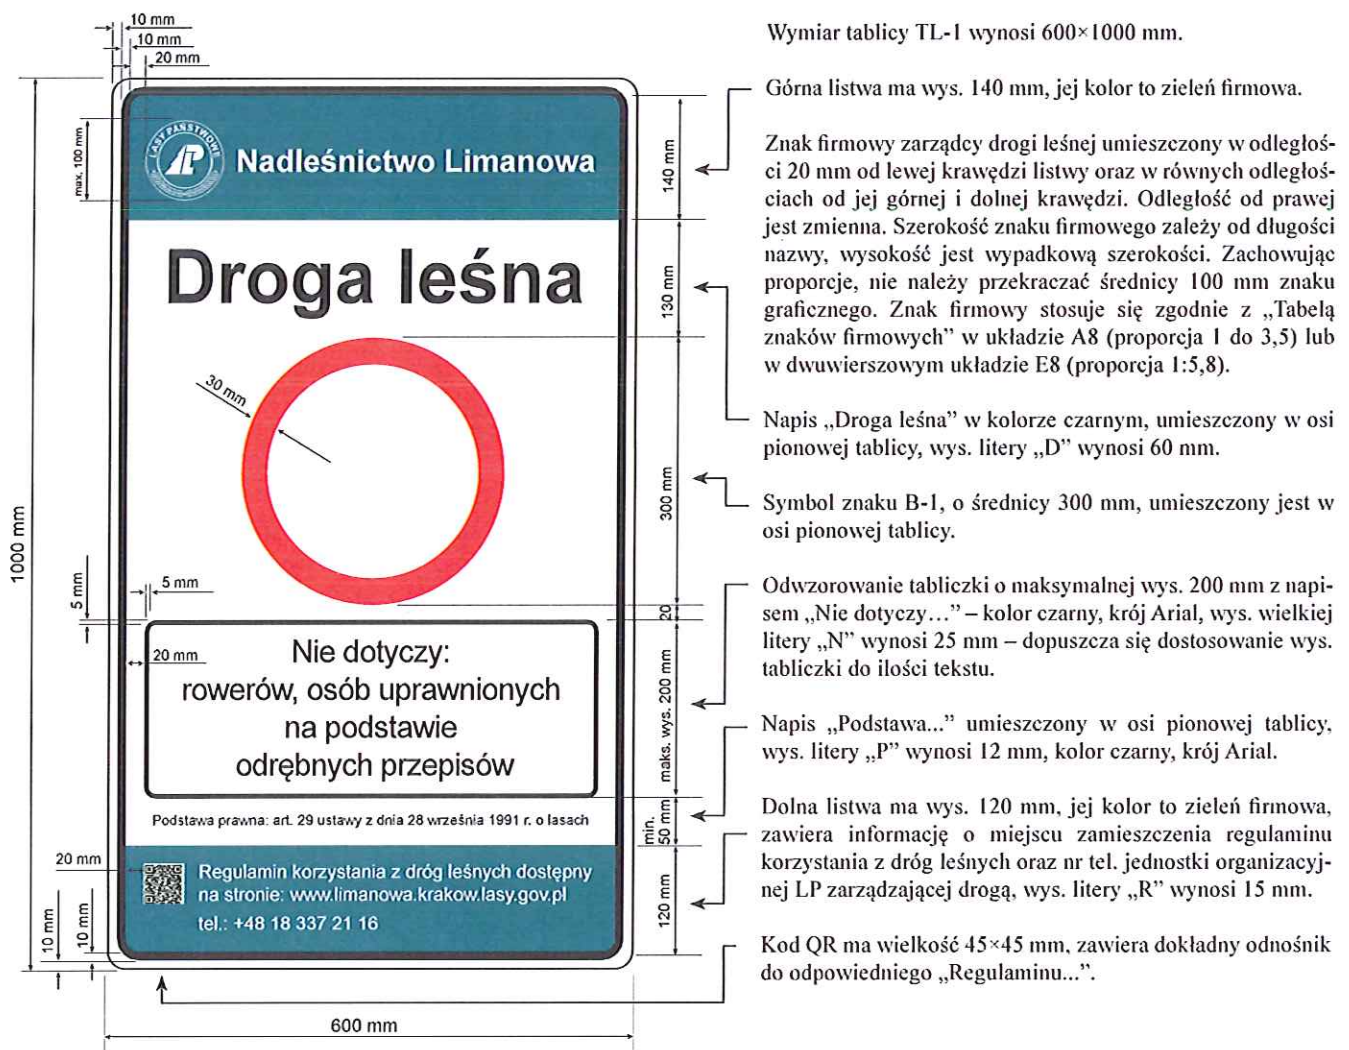 10 mm
10 mm
20 mm
1000 mm
max. 100 mm
LASY PAŃSTWOWE
Nadleśnictwo Limanowa
140 mm
Droga leśna
130 mm
30 mm
300 mm
5 mm
5 mm
20
20 mm
Nie dotyczy:
rowerów, osób uprawnionych
na podstawie
odrębnych przepisów
maks. wys. 200 mm
Podstawa prawna: art. 29 ustawy z dnia 28 września 1991 r. o lasach
min.
50 mm
20 mm
Regulamin korzystania z dróg leśnych dostępny
na stronie: www.limanowa.krakow.lasy.gov.pl
tel.: +48 18 337 21 16
120 mm
10 mm
10 mm
600 mm
Wymiar tablicy TL-1 wynosi 600×1000 mm.
Górna listwa ma wys. 140 mm, jej kolor to zieleń firmowa.
Znak firmowy zarządcy drogi leśnej umieszczony w odległoś-
ci 20 mm od lewej krawędzi listwy oraz w równych odległoś-
ciach od jej górnej i dolnej krawędzi. Odległość od prawej
jest zmienna. Szerokość znaku firmowego zależy od długości
nazwy, wysokość jest wypadkową szerokości. Zachowując
proporcje, nie należy przekraczać średnicy 100 mm znaku
graficznego. Znak firmowy stosuje się zgodnie z „Tabelą
znaków firmowych” w układzie A8 (proporcja 1 do 3,5) lub
w dwuwierszowym układzie E8 (proporcja 1:5,8).
Napis „Droga leśna” w kolorze czarnym, umieszczony w osi
pionowej tablicy, wys. litery „D” wynosi 60 mm.
Symbol znaku B-1, o średnicy 300 mm, umieszczony jest w
osi pionowej tablicy.
Odwzorowanie tabliczki o maksymalnej wys. 200 mm z napi-
sem „Nie dotyczy…” – kolor czarny, krój Arial, wys. wielkiej
litery „N” wynosi 25 mm – dopuszcza się dostosowanie wys.
tabliczki do ilości tekstu.
Napis „Podstawa...” umieszczony w osi pionowej tablicy,
wys. litery „P” wynosi 12 mm, kolor czarny, krój Arial.
Dolna listwa ma wys. 120 mm, jej kolor to zieleń firmowa,
zawiera informację o miejscu zamieszczenia regulaminu
korzystania z dróg leśnych oraz nr tel. jednostki organizacyj-
nej LP zarządzającej drogą, wys. litery „R” wynosi 15 mm.
Kod QR ma wielkość 45×45 mm, zawiera dokładny odnośnik
do odpowiedniego „Regulaminu...”.